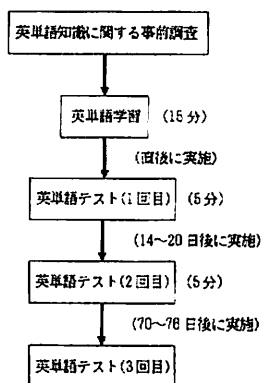 英単語知識に関する事前調査
英単語学習 (15分)
(直後に実施)
英単語テスト(1回目) (5分)
(14～20日後に実施)
英単語テスト(2回目) (5分)
(70～76日後に実施)
英単語テスト(3回目)